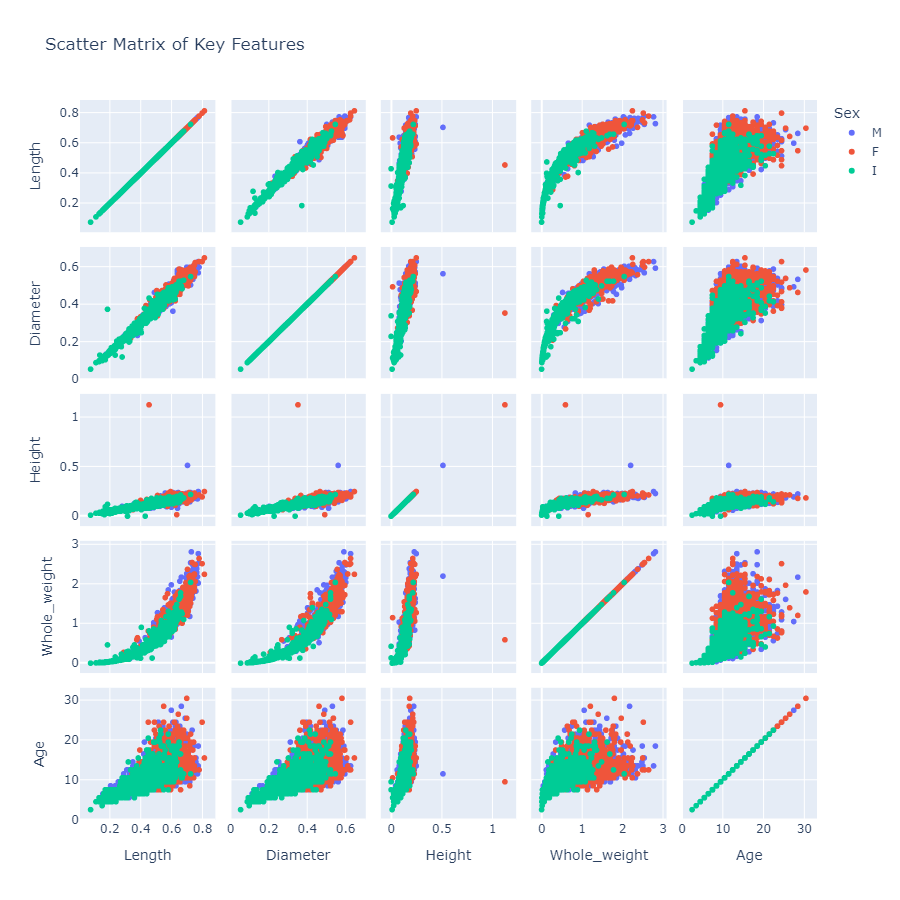 Scatter Matrix of Key Features
Sex
M
F
I
Length
0.8
0.6
0.4
0.2
Diameter
0.6
0.4
0.2
0
Height
1
0.5
0
Whole_weight
3
2
1
0
Age
30
20
10
0
0.2 0.4 0.6 0.8 0 0.2 0.4 0.6 0 0.5 1 0 1 2 3 0 10 20 30
Length Diameter Height Whole_weight Age